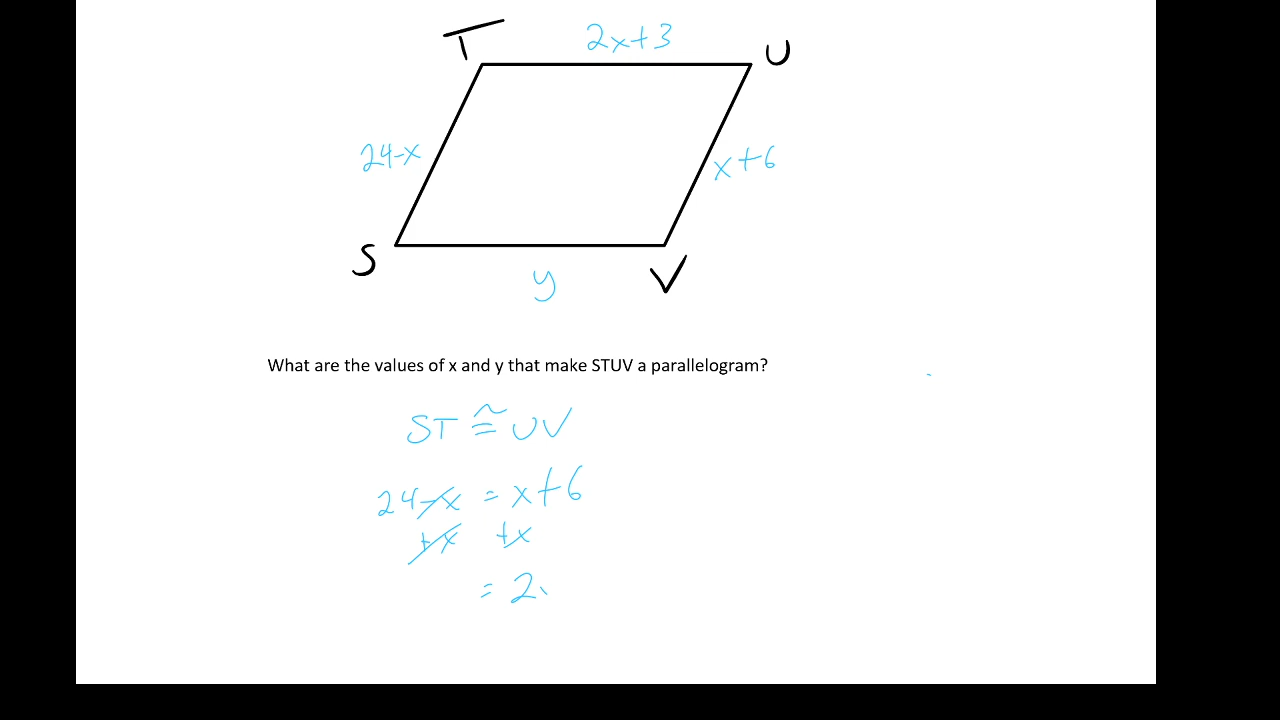 T
2x+3
U
24-x
x+6
S
y
V
What are the values of x and y that make STUV a parallelogram?
ST ≅ UV
24-x = x+6
+x +x
= 2